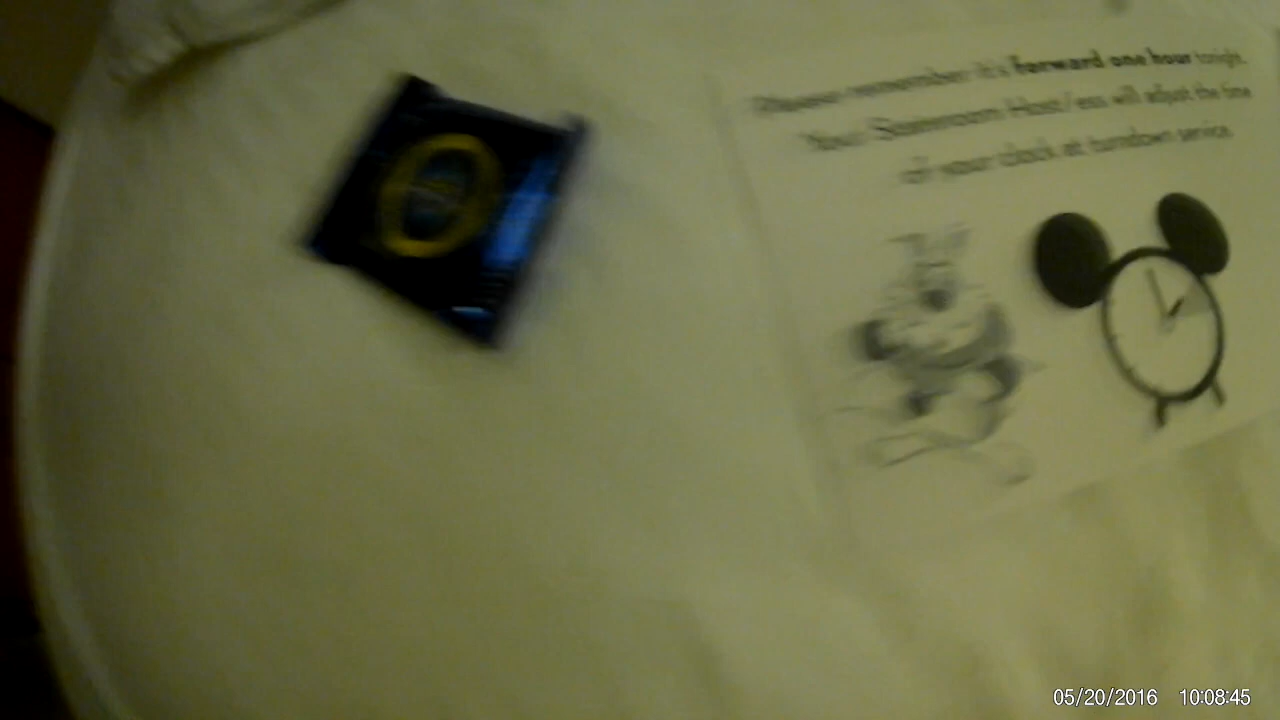 Please remember it's forward one hour tonight.
Your Stateroom Host/ess will adjust the time
of your clock at turndown service.
05/20/2016 10:08:45